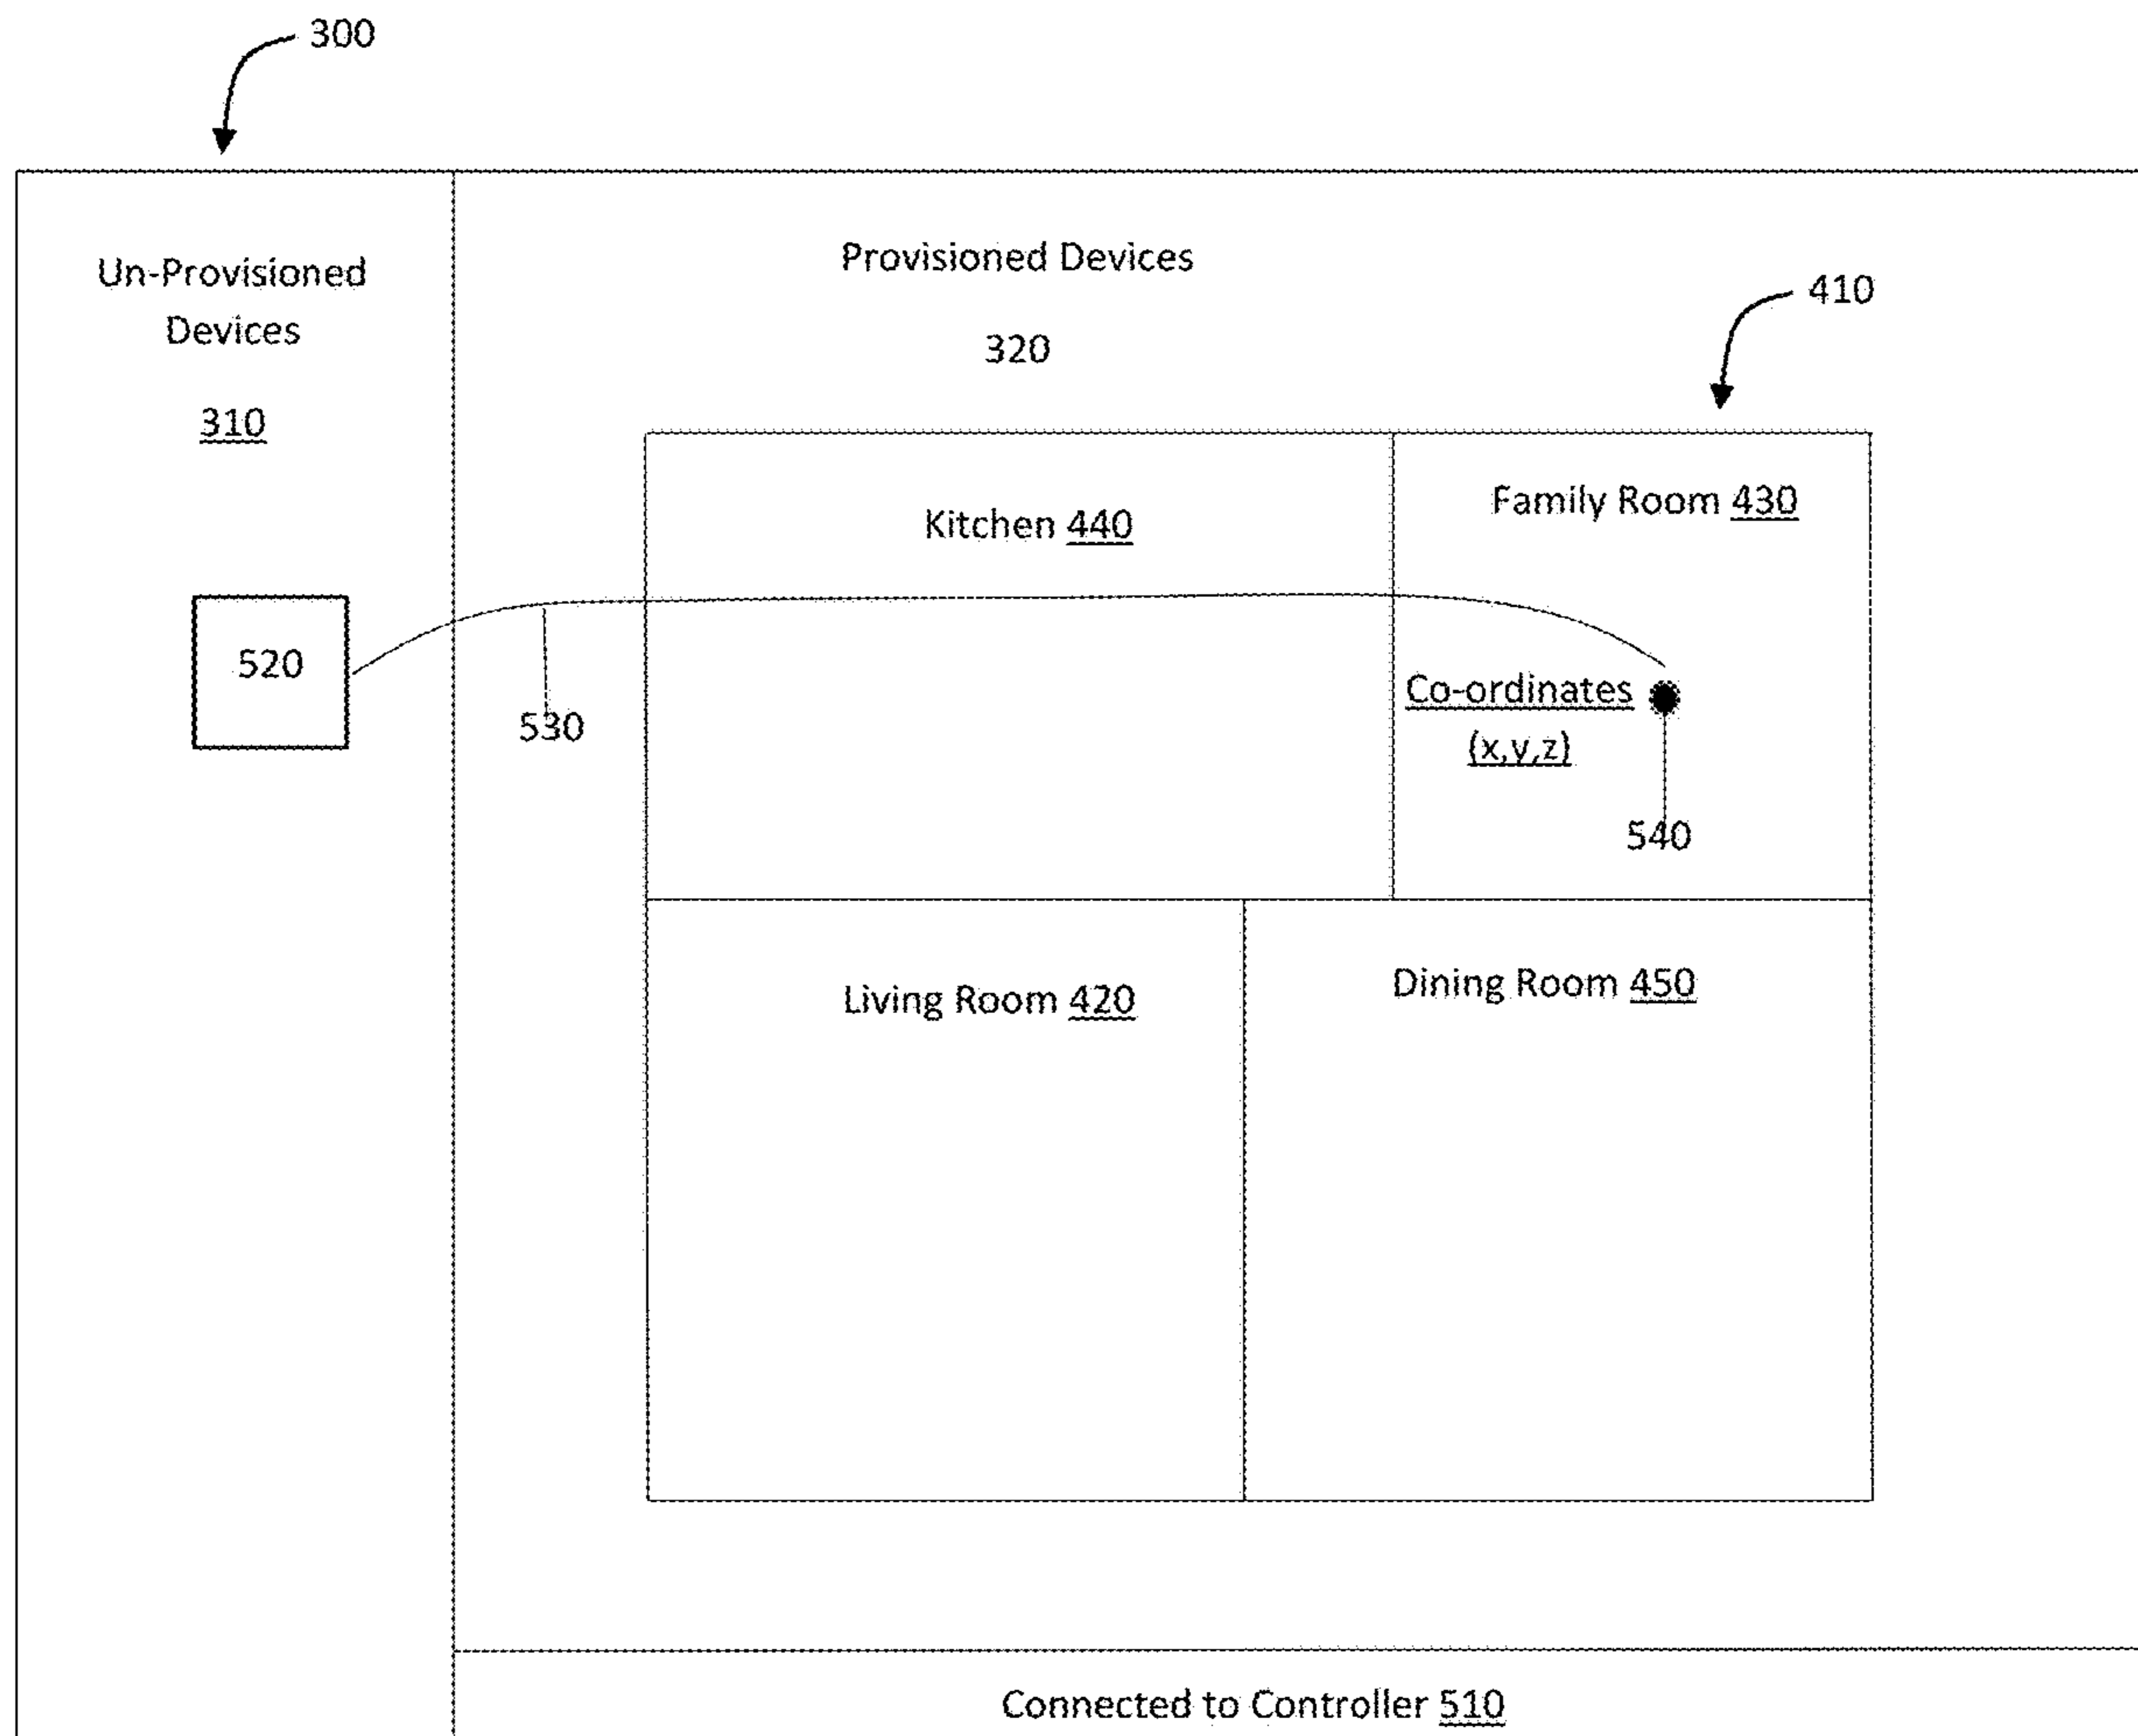 300
Un-Provisioned
Devices
310
Provisioned Devices
320
410
Kitchen 440
Family Room 430
520
530
Co-ordinates
(x,y,z)
540
Living Room 420
Dining Room 450
Connected to Controller 510